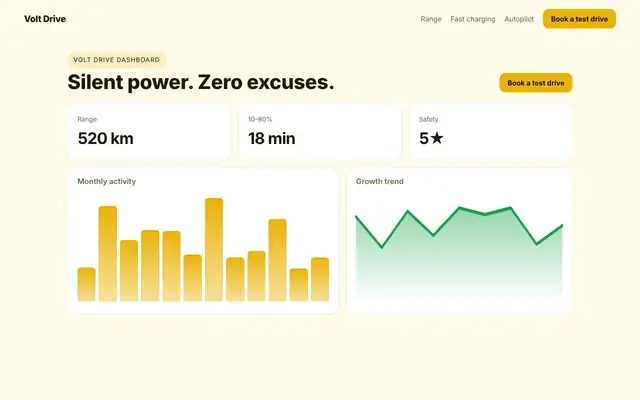 Volt Drive
Range Fast charging Autopilot Book a test drive
VOLT DRIVE DASHBOARD
Silent power. Zero excuses.
Book a test drive
Range
520 km
10–80%
18 min
Safety
5★
Monthly activity
Growth trend